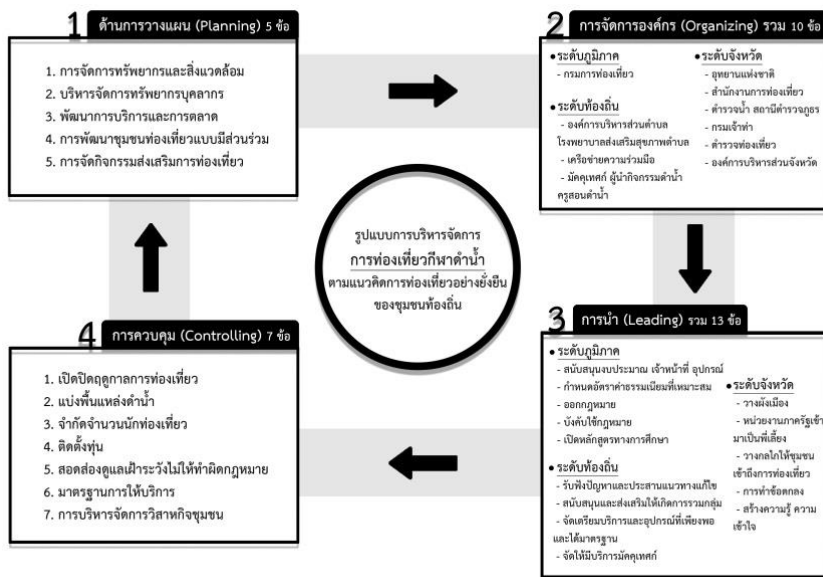 1 ด้านการวางแผน (Planning) 5 ข้อ
1. การจัดการทรัพยากรและสิ่งแวดล้อม
2. บริหารจัดการทรัพยากรบุคลากร
3. พัฒนาการบริการและการตลาด
4. การพัฒนาชุมชนท่องเที่ยวแบบมีส่วนร่วม
5. การจัดกิจกรรมส่งเสริมการท่องเที่ยว
2 การจัดการองค์กร (Organizing) รวม 10 ข้อ
•ระดับภูมิภาค
- กรมการท่องเที่ยว
•ระดับท้องถิ่น
- องค์การบริหารส่วนตำบล
โรงพยาบาลส่งเสริมสุขภาพตำบล
- เครือข่ายความร่วมมือ
- มัคคุเทศก์ ผู้นำกิจกรรมดำน้ำ
ครูสอนดำน้ำ
•ระดับจังหวัด
- อุทยานแห่งชาติ
- สำนักงานการท่องเที่ยว
- ตำรวจน้ำ สถานีตำรวจภูธร
- กรมเจ้าท่า
- ตำรวจท่องเที่ยว
- องค์การบริหารส่วนจังหวัด
รูปแบบการบริหารจัดการ
การท่องเที่ยวกีฬาดำน้ำ
ตามแนวคิดการท่องเที่ยวอย่างยั่งยืน
ของชุมชนท้องถิ่น
3 การนำ (Leading) รวม 13 ข้อ
•ระดับภูมิภาค
- สนับสนุนงบประมาณ เจ้าหน้าที่ อุปกรณ์
- กำหนดอัตราค่าธรรมเนียมที่เหมาะสม
- ออกกฎหมาย
- บังคับใช้กฎหมาย
- เปิดหลักสูตรทางการศึกษา
•ระดับท้องถิ่น
- รับฟังปัญหาและประสานแนวทางแก้ไข
- สนับสนุนและส่งเสริมให้เกิดการรวมกลุ่ม
- จัดเตรียมบริการและอุปกรณ์ที่เพียงพอ
และได้มาตรฐาน
- จัดให้มีบริการมัคคุเทศก์
•ระดับจังหวัด
- วางผังเมือง
- หน่วยงานภาครัฐเข้า
มาเป็นพี่เลี้ยง
- วางกลไกให้ชุมชน
เข้าถึงการท่องเที่ยว
- การทำข้อตกลง
- สร้างความรู้ ความ
เข้าใจ
4 การควบคุม (Controlling) 7 ข้อ
1. เปิดปิดฤดูกาลการท่องเที่ยว
2. แบ่งพื้นแหล่งดำน้ำ
3. จำกัดจำนวนนักท่องเที่ยว
4. ติดตั้งทุ่น
5. สอดส่องดูแลเฝ้าระวังไม่ให้ทำผิดกฎหมาย
6. มาตรฐานการให้บริการ
7. การบริหารจัดการวิสาหกิจชุมชน